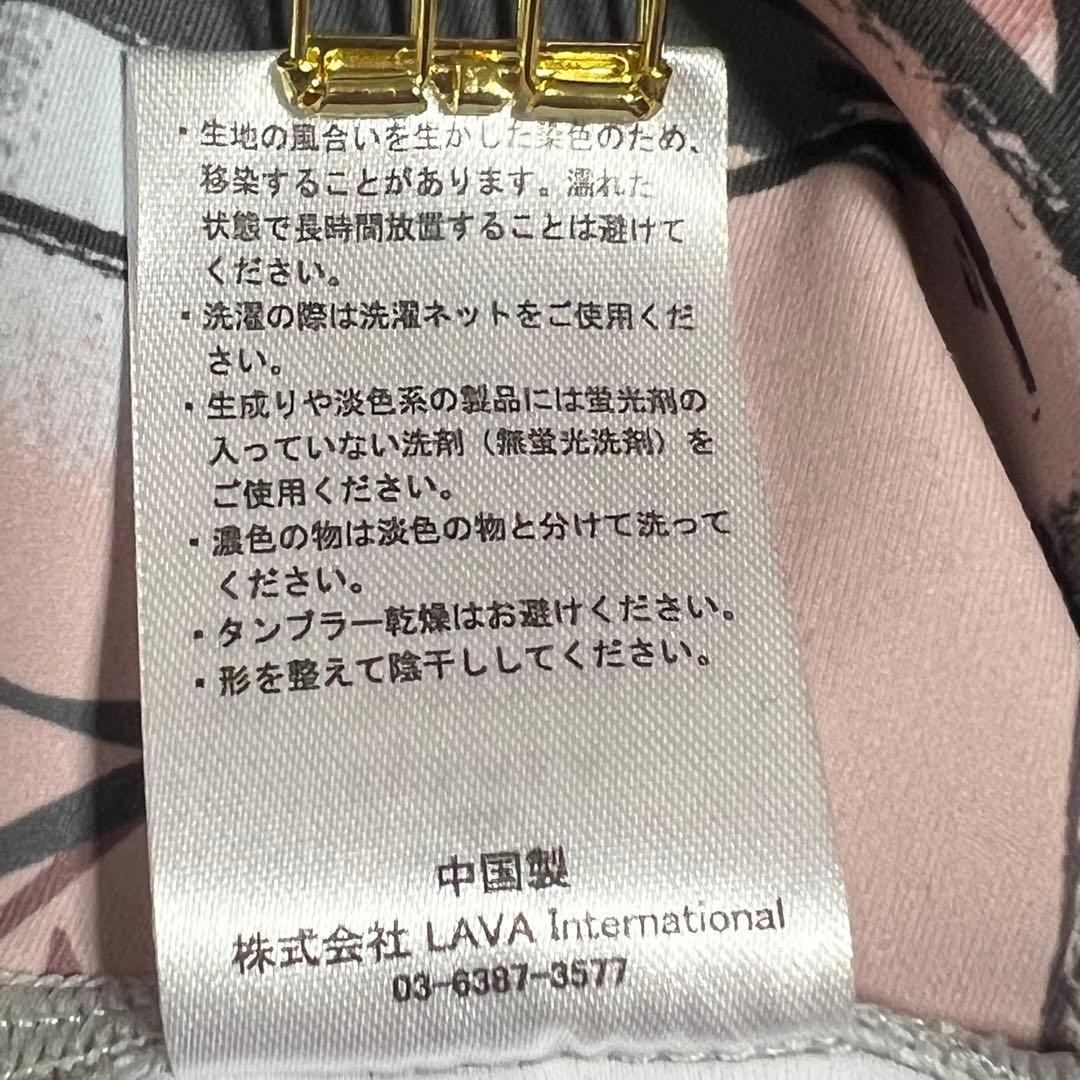 ・生地の風合いを生かした染色のため、
移染することがあります。濡れた
状態で長時間放置することは避けて
ください。
・洗濯の際は洗濯ネットをご使用くだ
さい。
・生成りや淡色系の製品には蛍光剤の
入っていない洗剤（無蛍光洗剤）を
ご使用ください。
・濃色の物は淡色の物と分けて洗って
ください。
・タンブラー乾燥はお避けください。
・形を整えて陰干ししてください。
中国製
株式会社 LAVA International
03-6387-3577